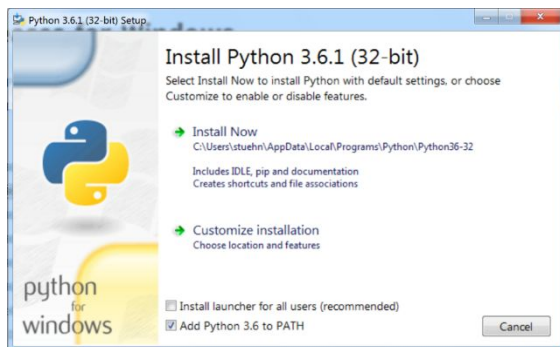 Python 3.6.1 (32-bit) Setup
Install Python 3.6.1 (32-bit)
Select Install Now to install Python with default settings, or choose
Customize to enable or disable features.
Install Now
C:\Users\stuehn\AppData\Local\Programs\Python\Python36-32
Includes IDLE, pip and documentation
Creates shortcuts and file associations
Customize installation
Choose location and features
python
for
windows
Install launcher for all users (recommended)
Add Python 3.6 to PATH
Cancel